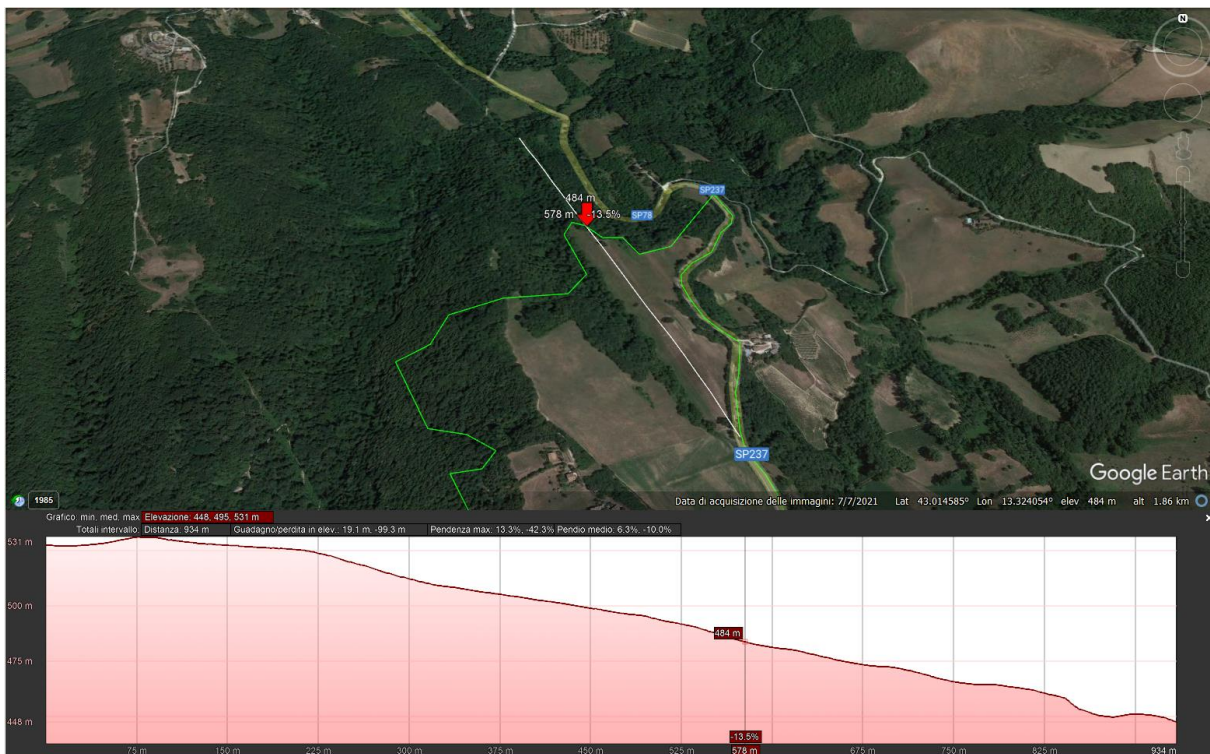 N
484 m
578 m -13.5%
SP78
SP237
SP237
Google Earth
1985
Data di acquisizione delle immagini: 7/7/2021 Lat 43.014585° Lon 13.324054° elev 484 m alt 1.86 km
Grafico: min, med, max Elevazione: 448, 495, 531 m
Totali intervallo: Distanza: 934 m Guadagno/perdita in elev.: 19.1 m, -99.3 m Pendenza max: 13.3%, -42.3% Pendio medio: 6.3%, -10.0%
531 m
500 m
484 m
475 m
448 m
-13.5%
75 m 150 m 225 m 300 m 375 m 450 m 525 m 578 m 675 m 750 m 825 m 934 m